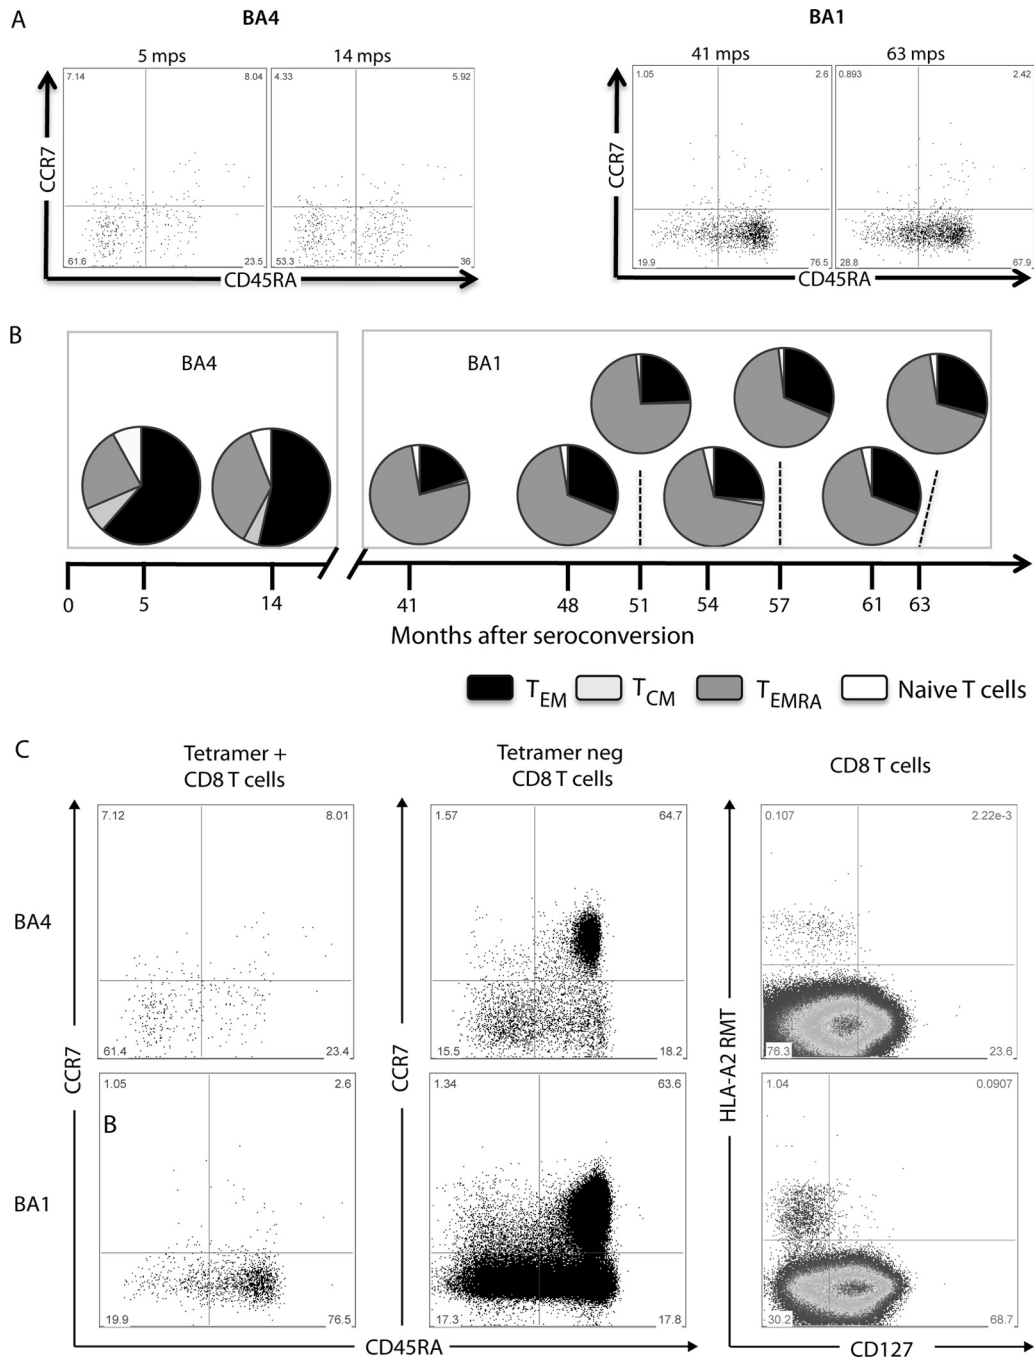 A
BA4
BA1
5 mps
14 mps
41 mps
63 mps
7.14
8.04
4.33
5.92
1.05
2.6
0.893
2.42
CCR7
CCR7
61.6
23.5
53.3
36
19.9
76.5
28.8
67.9
CD45RA
CD45RA
B
BA4
BA1
0
5
14
41
48
51
54
57
61
63
Months after seroconversion
TEM
TCM
TEMRA
Naive T cells
C
Tetramer +
CD8 T cells
Tetramer neg
CD8 T cells
CD8 T cells
7.12
8.01
1.57
64.7
0.107
2.22e-3
BA4
61.4
23.4
15.5
18.2
76.3
23.6
CCR7
CCR7
HLA-A2 RMT
1.05
2.6
1.34
63.6
1.04
0.0907
B
BA1
19.9
76.5
17.3
17.8
30.2
68.7
CD45RA
CD127